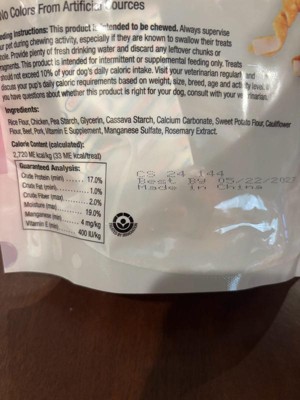 No Colors From Artificial Sources
Feeding Instructions: This product is intended to be chewed. Always supervise
your pet during chewing activity, especially if they are known to swallow their treats
whole. Provide plenty of fresh drinking water and discard any leftover chunks or
fragments. This product is intended for intermittent or supplemental feeding only. Treats
should not exceed 10% of your dog's daily caloric intake. Visit your veterinarian regularly and
discuss your pup's daily caloric requirements based on weight, size, breed, age and activity level. If
you have questions about whether this product is right for your dog, consult with your veterinarian.
Ingredients:
Rice Flour, Chicken, Pea Starch, Glycerin, Cassava Starch, Calcium Carbonate, Sweet Potato Flour, Cauliflower
Flour, Beef, Pork, Vitamin E Supplement, Manganese Sulfate, Rosemary Extract.
Calorie Content (calculated):
2,720 ME kcal/kg (33 ME kcal/treat)
Guaranteed Analysis:
Crude Protein (min) 17.0%
Crude Fat (min) 1.0%
Crude Fiber (max) 2.0%
Moisture (max) 19.0%
Manganese (min) 4 mg/kg
Vitamin E (min) 400 IU/kg
CS 24 144
Best By 05/22/202
Made in China